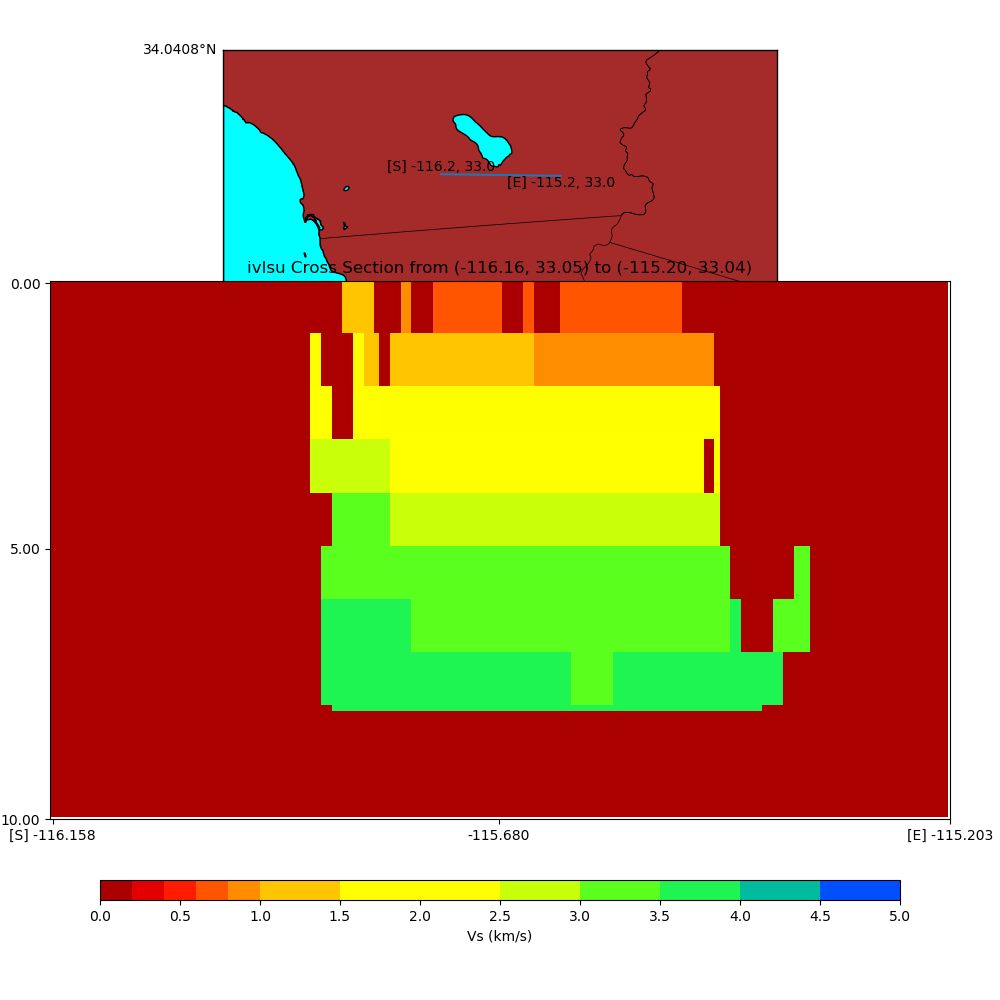 34.0408°N
[S] -116.2, 33.0
[E] -115.2, 33.0
ivlsu Cross Section from (-116.16, 33.05) to (-115.20, 33.04)
0.00
5.00
10.00
[S] -116.158 -115.680 [E] -115.203
0.0 0.5 1.0 1.5 2.0 2.5 3.0 3.5 4.0 4.5 5.0
Vs (km/s)